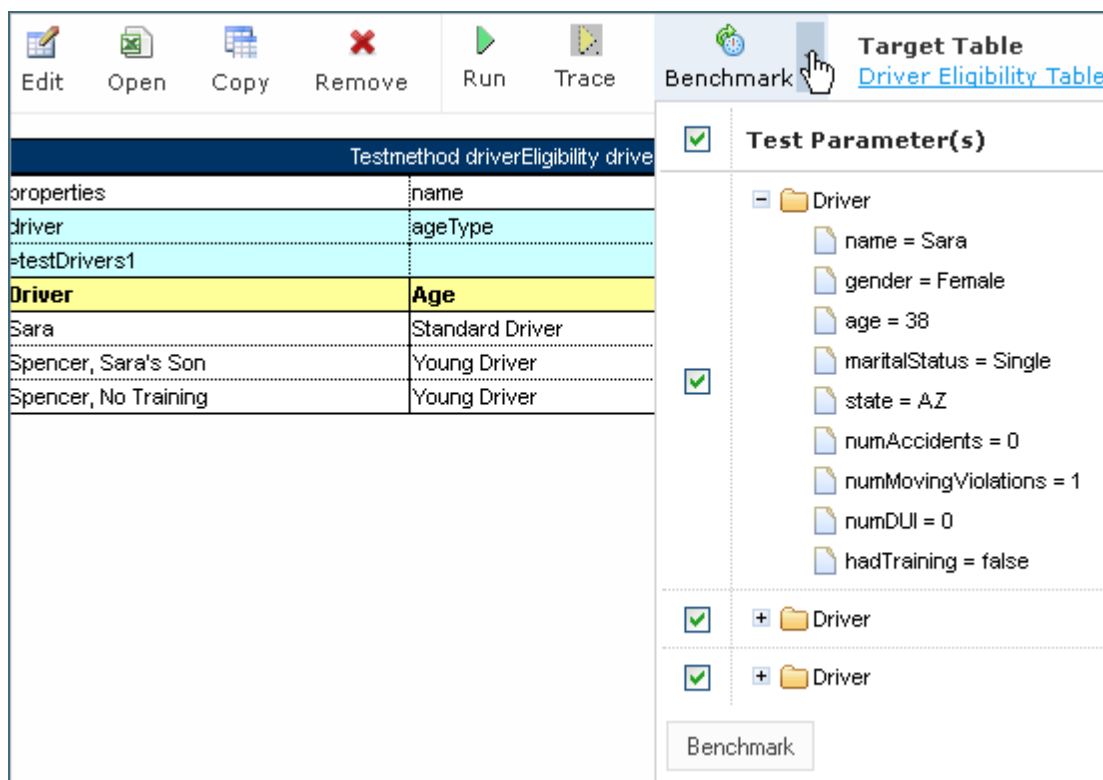 Edit Open Copy Remove Run Trace Benchmark
Target Table
Driver Eligibility Table
Testmethod driverEligibility drive
properties name
driver ageType
=testDrivers1
Driver Age
Sara Standard Driver
Spencer, Sara's Son Young Driver
Spencer, No Training Young Driver
Test Parameter(s)
Driver
name = Sara
gender = Female
age = 38
maritalStatus = Single
state = AZ
numAccidents = 0
numMovingViolations = 1
numDUI = 0
hadTraining = false
Driver
Driver
Benchmark